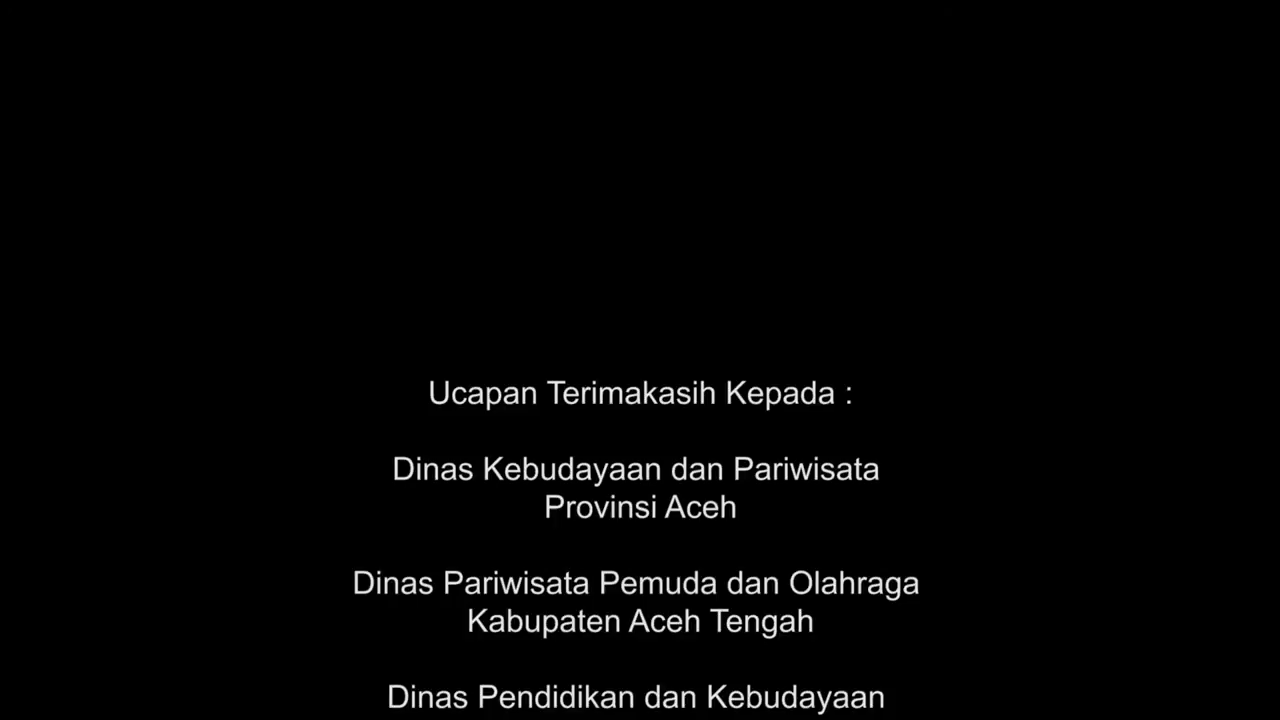 Ucapan Terimakasih Kepada :
Dinas Kebudayaan dan Pariwisata
Provinsi Aceh
Dinas Pariwisata Pemuda dan Olahraga
Kabupaten Aceh Tengah
Dinas Pendidikan dan Kebudayaan